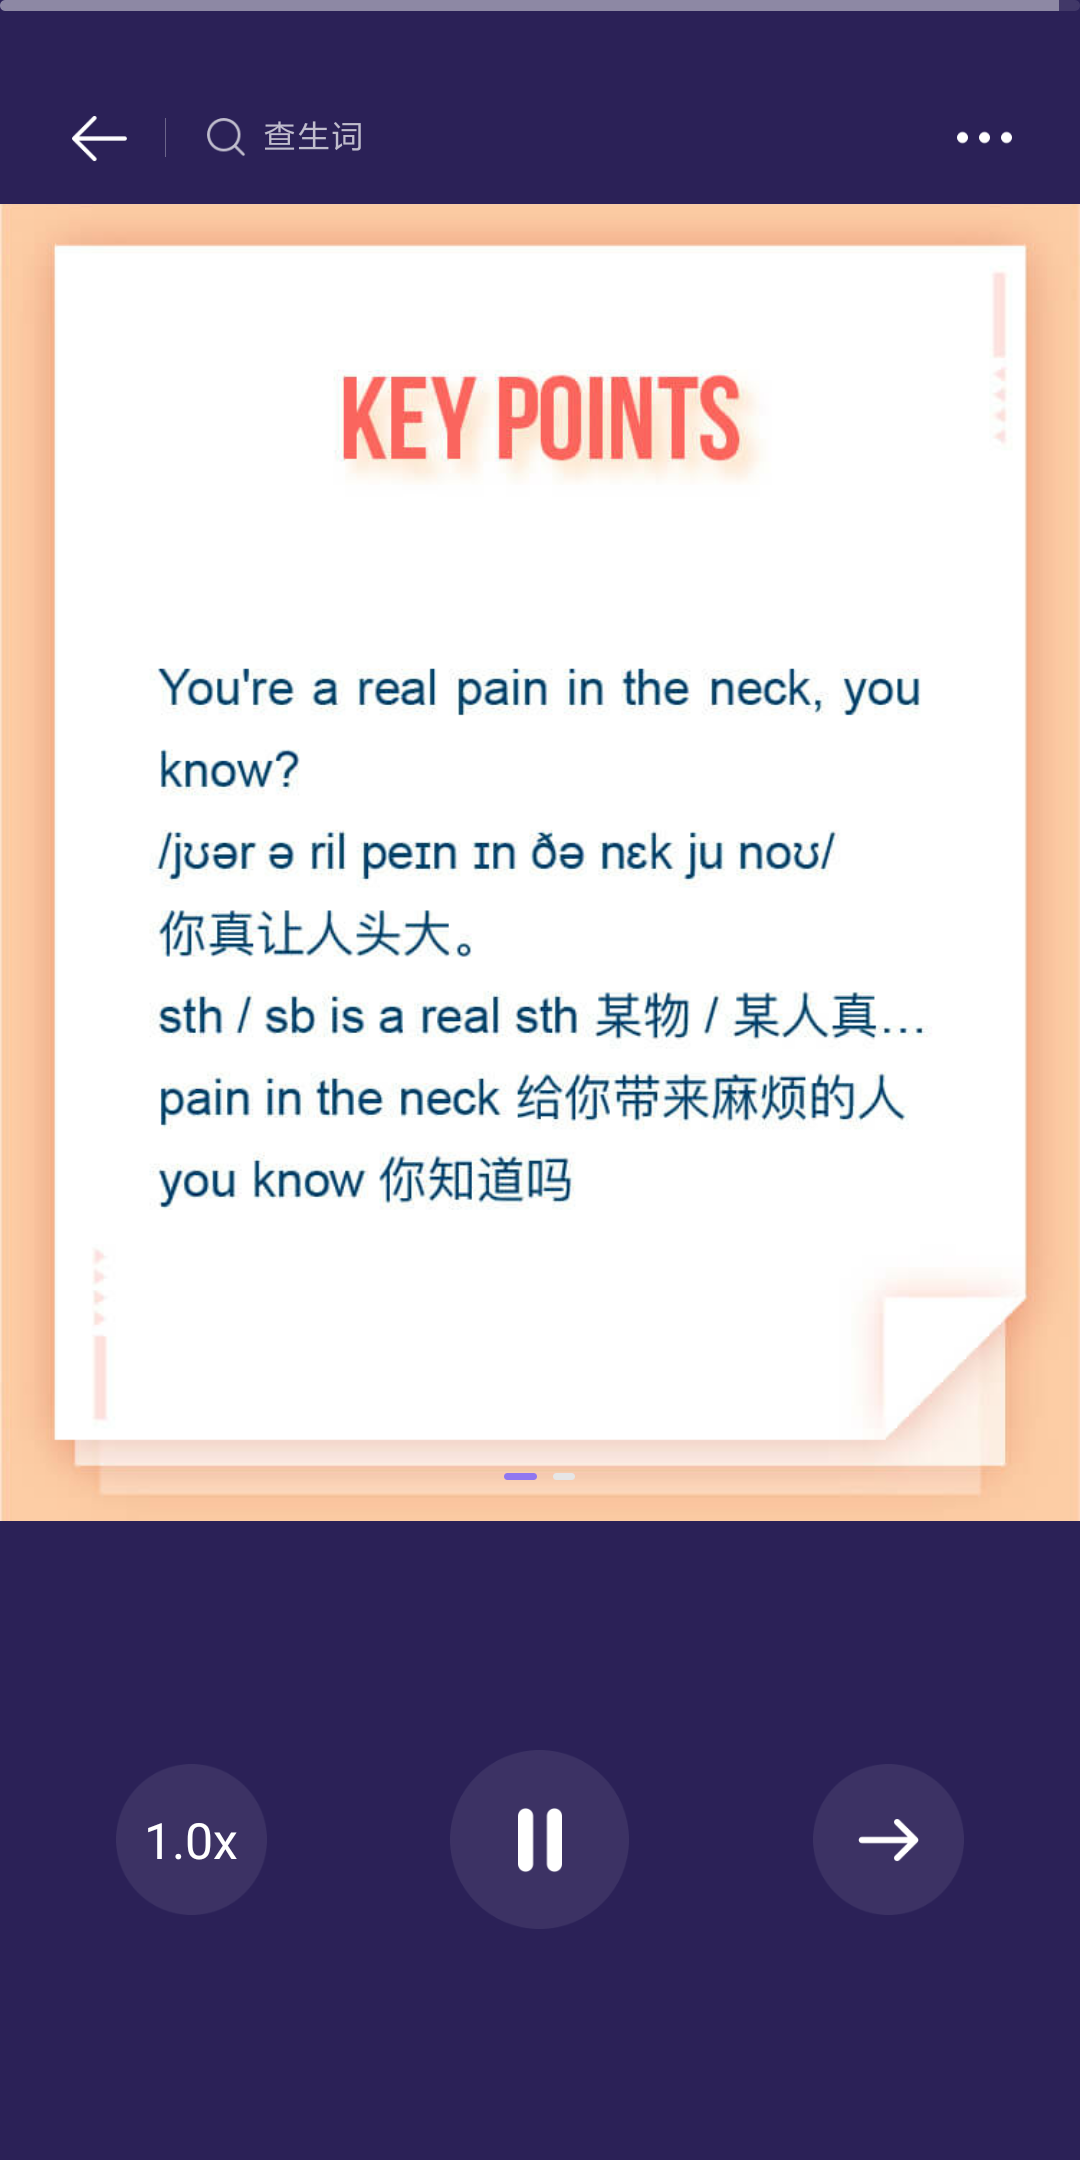 查生词
KEY POINTS
You're a real pain in the neck, you
know?
/jʊər ə ril peɪn ɪn ðə nɛk ju noʊ/
你真让人头大。
sth / sb is a real sth 某物 / 某人真…
pain in the neck 给你带来麻烦的人
you know 你知道吗
1.0x